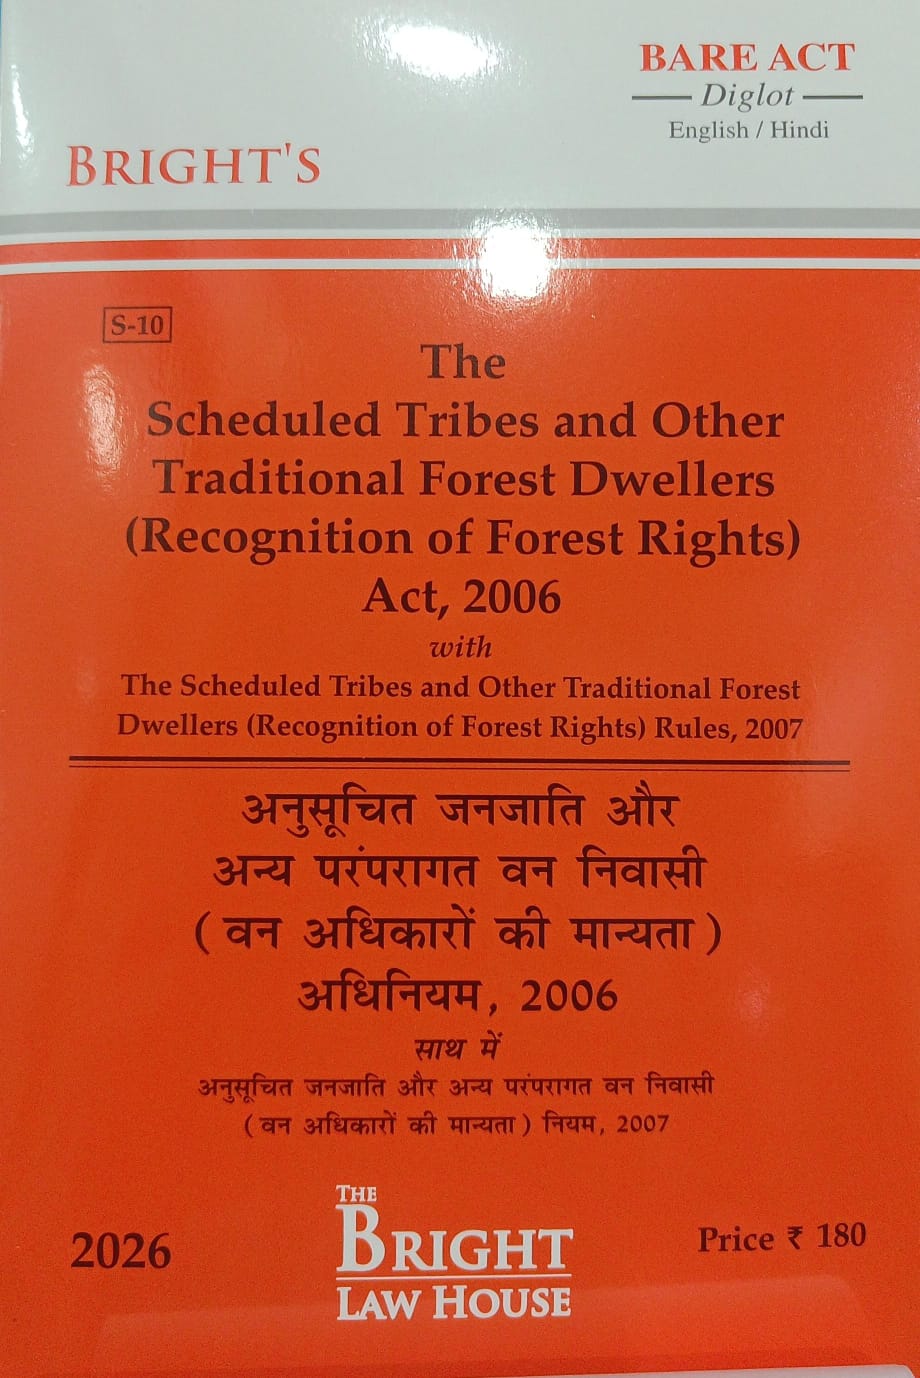 BARE ACT
Diglot
English / Hindi
BRIGHT'S
S-10
The
Scheduled Tribes and Other
Traditional Forest Dwellers
(Recognition of Forest Rights)
Act, 2006
with
The Scheduled Tribes and Other Traditional Forest
Dwellers (Recognition of Forest Rights) Rules, 2007
अनुसूचित जनजाति और
अन्य परंपरागत वन निवासी
( वन अधिकारों की मान्यता )
अधिनियम, 2006
साथ में
अनुसूचित जनजाति और अन्य परंपरागत वन निवासी
( वन अधिकारों की मान्यता ) नियम, 2007
2026
THE
BRIGHT
LAW HOUSE
Price ₹ 180